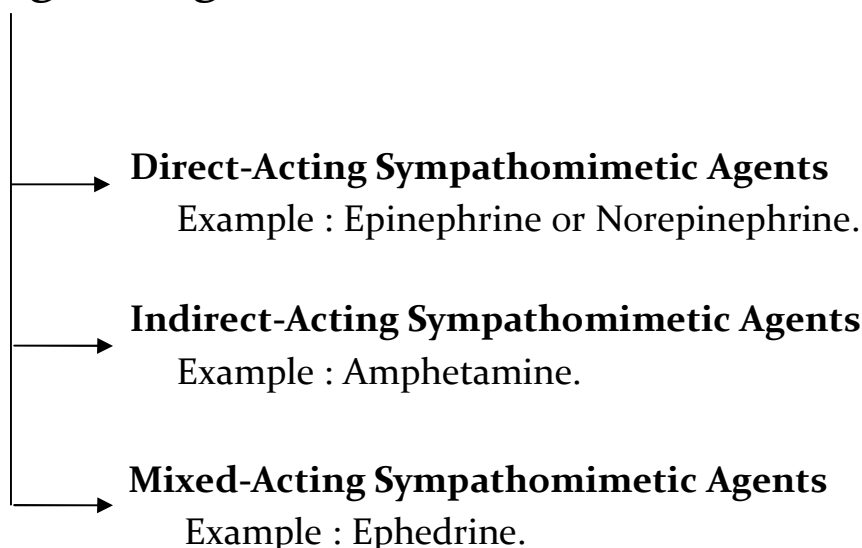 Direct-Acting Sympathomimetic Agents
Example : Epinephrine or Norepinephrine.
Indirect-Acting Sympathomimetic Agents
Example : Amphetamine.
Mixed-Acting Sympathomimetic Agents
Example : Ephedrine.